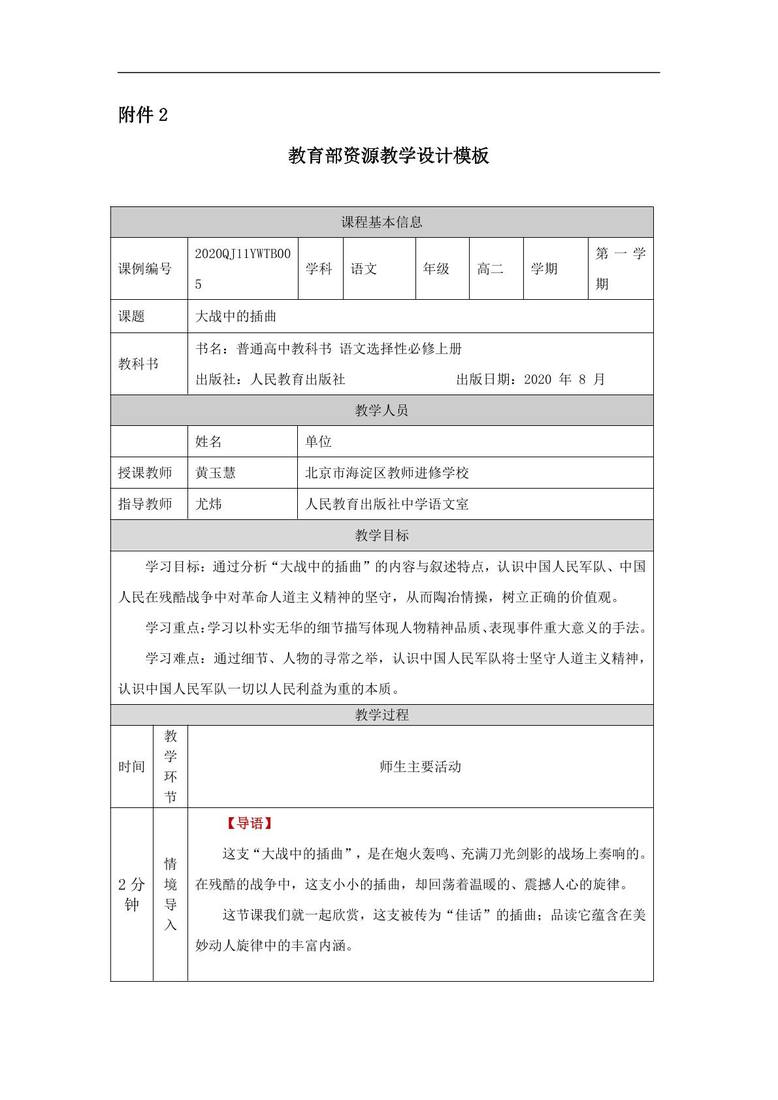 附件 2
教育部资源教学设计模板
课程基本信息
课例编号 2020QJ11YWTB005 学科 语文 年级 高二 学期 第一学期
课题 大战中的插曲
教科书 书名：普通高中教科书 语文选择性必修上册
出版社：人民教育出版社 出版日期：2020 年 8 月
教学人员
姓名 单位
授课教师 黄玉慧 北京市海淀区教师进修学校
指导教师 尤炜 人民教育出版社中学语文室
教学目标
学习目标：通过分析“大战中的插曲”的内容与叙述特点，认识中国人民军队、中国
人民在残酷战争中对革命人道主义精神的坚守，从而陶冶情操，树立正确的价值观。
学习重点：学习以朴实无华的细节描写体现人物精神品质、表现事件重大意义的手法。
学习难点：通过细节、人物的寻常之举，认识中国人民军队将士坚守人道主义精神，
认识中国人民军队一切以人民利益为重的本质。
教学过程
时间 教学环节 师生主要活动
2 分钟 情境导入
【导语】
这支“大战中的插曲”，是在炮火轰鸣、充满刀光剑影的战场上奏响的。
在残酷的战争中，这支小小的插曲，却回荡着温暖的、震撼人心的旋律。
这节课我们就一起欣赏，这支被传为“佳话”的插曲；品读它蕴含在美
妙动人旋律中的丰富内涵。